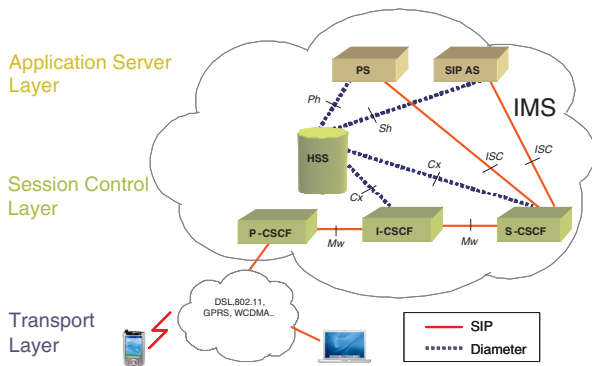 Application Server
Layer
PS
SIP AS
IMS
Ph
Sh
HSS
Cx
ISC
ISC
Cx
Session Control
Layer
P -CSCF
Mw
I-CSCF
Mw
S-CSCF
DSL,802.11,
GPRS, WCDMA..
Transport
Layer
SIP
Diameter